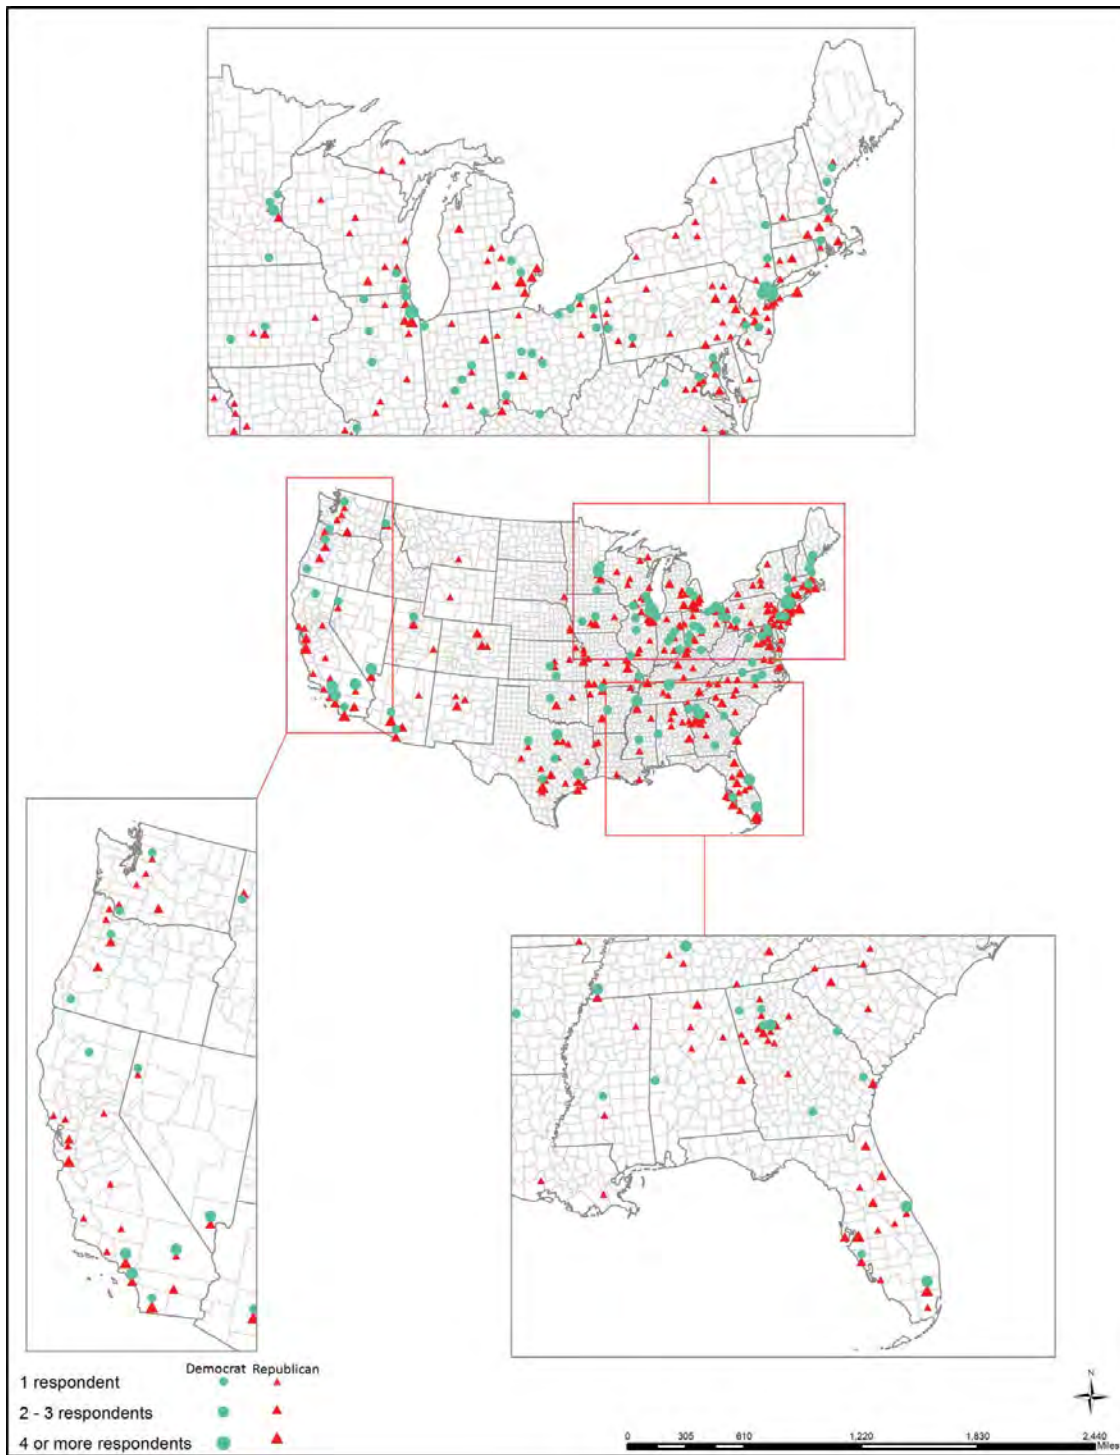 Democrat Republican
1 respondent
2 - 3 respondents
4 or more respondents
N
0 305 610 1,220 1,830 2,440
Miles